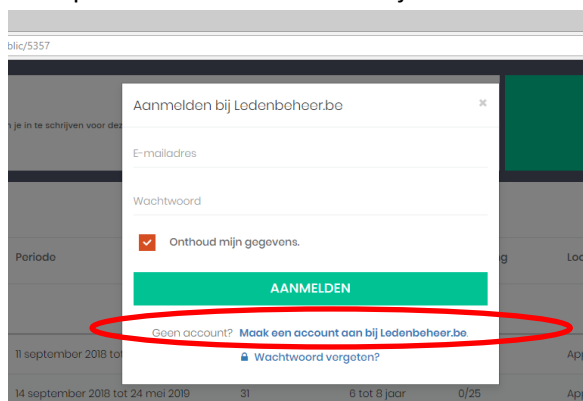 blic/5357
Aanmelden bij Ledenbeheer.be ×
n je in te schrijven voor dez
E-mailadres
Wachtwoord
Onthoud mijn gegevens.
Periode
g
Loc
AANMELDEN
Geen account? Maak een account aan bij Ledenbeheer.be.
11 september 2018 tot
App
Wachtwoord vergeten?
14 september 2018 tot 24 mei 2019 31 6 tot 8 jaar 0/25 App